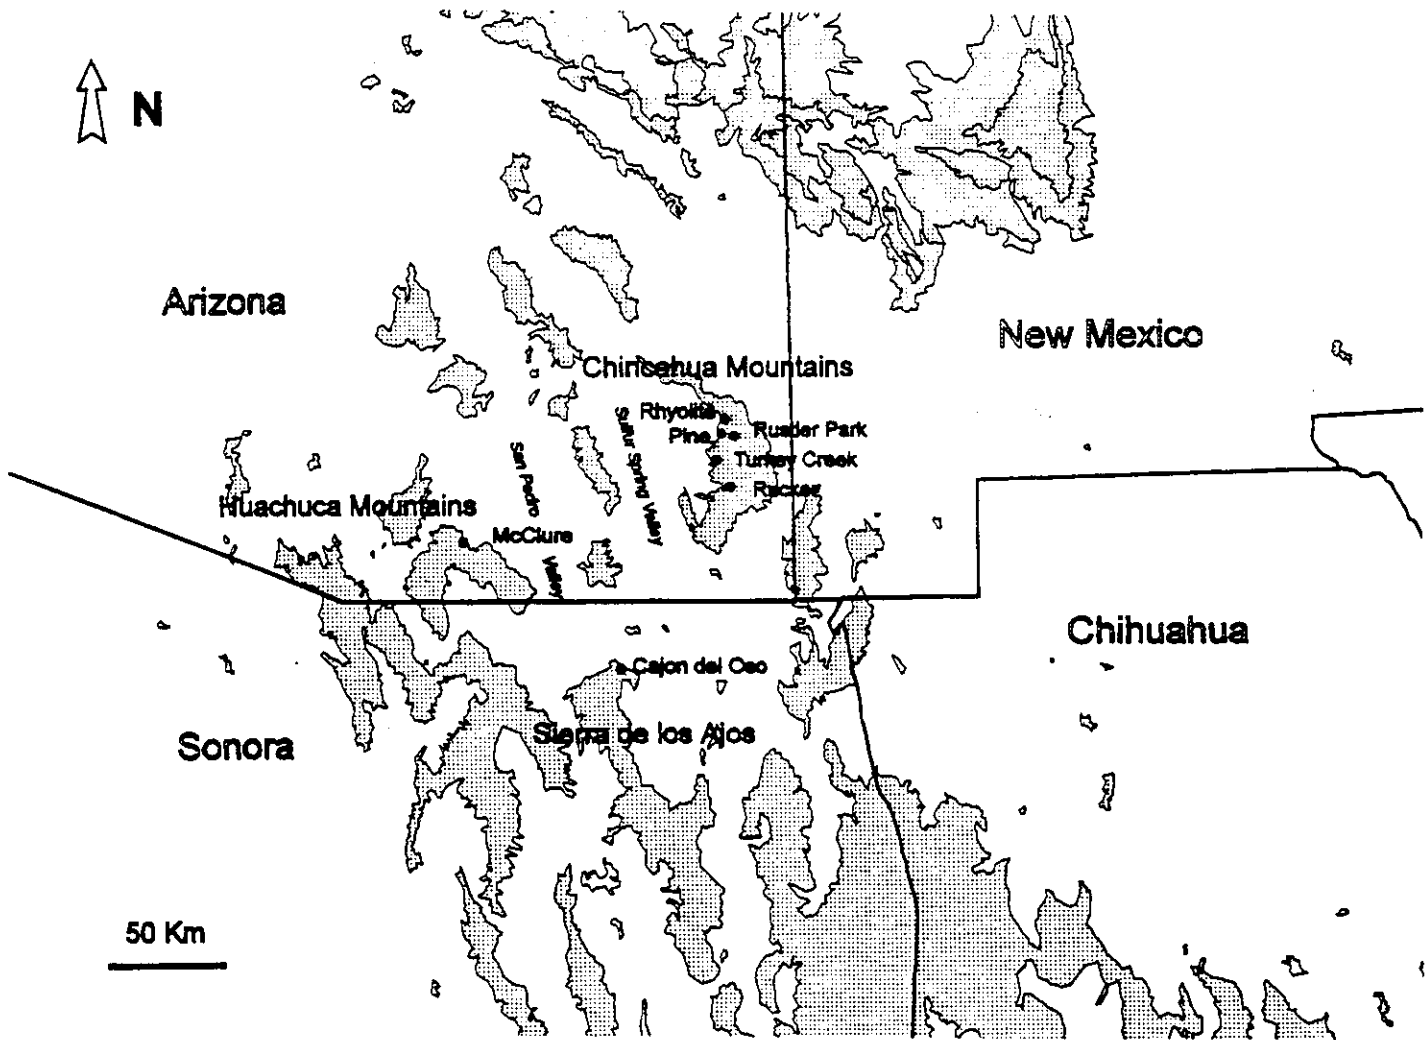 N
Arizona
New Mexico
Chiricahua Mountains
Rhyolite
Pine
Rustler Park
Turkey Creek
Rucker
Sulfur Spring Valley
San Pedro
Valley
Huachuca Mountains
McClure
Chihuahua
Cajon del Oso
Sierra de los Ajos
Sonora
50 Km